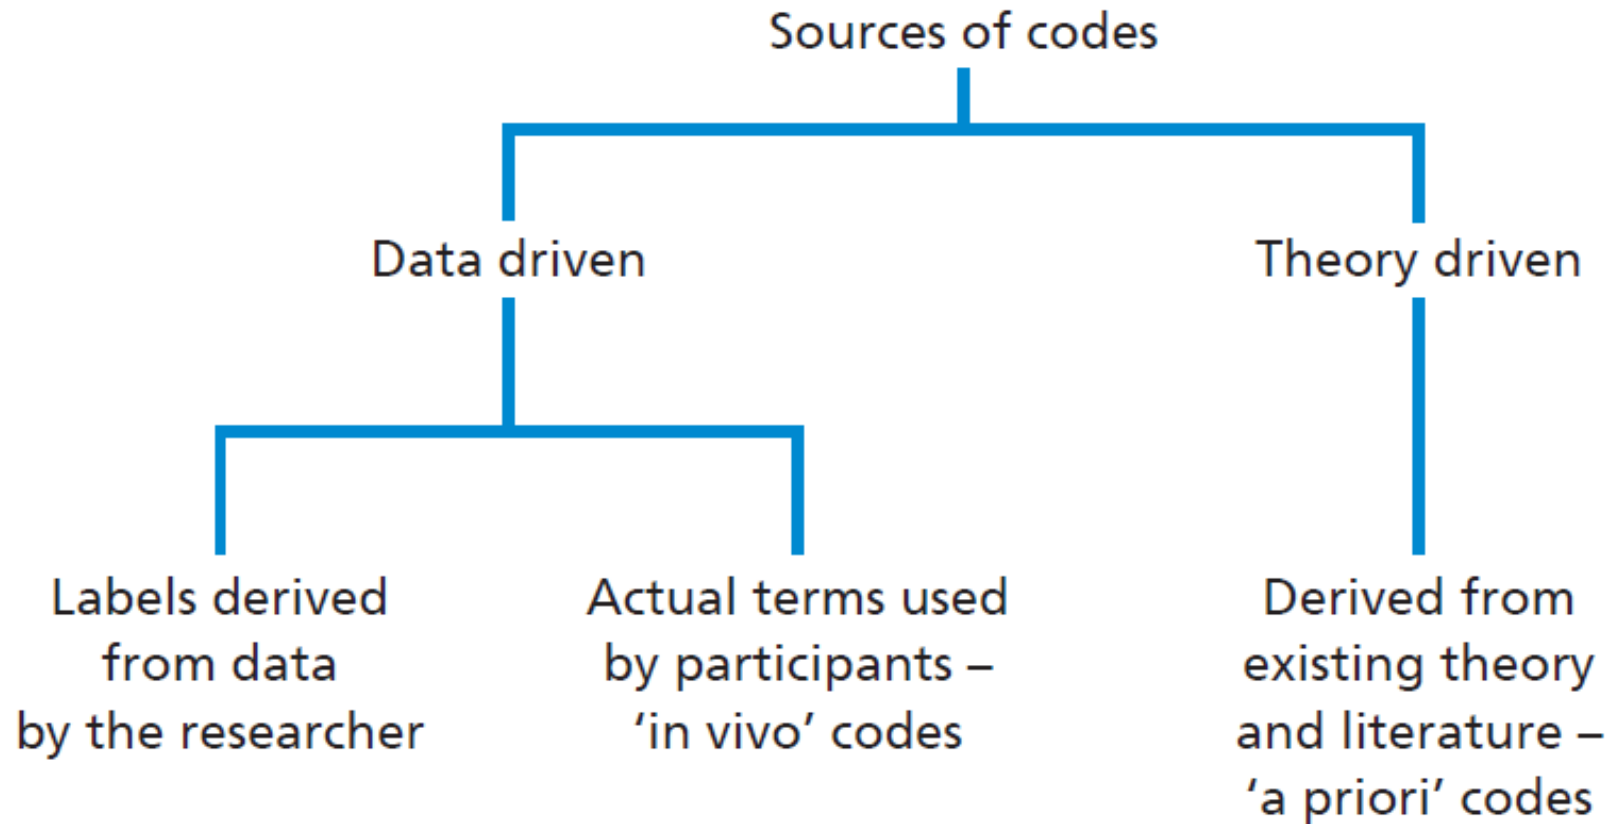 Sources of codes
Data driven
Theory driven
Labels derived
from data
by the researcher
Actual terms used
by participants –
‘in vivo’ codes
Derived from
existing theory
and literature –
‘a priori’ codes